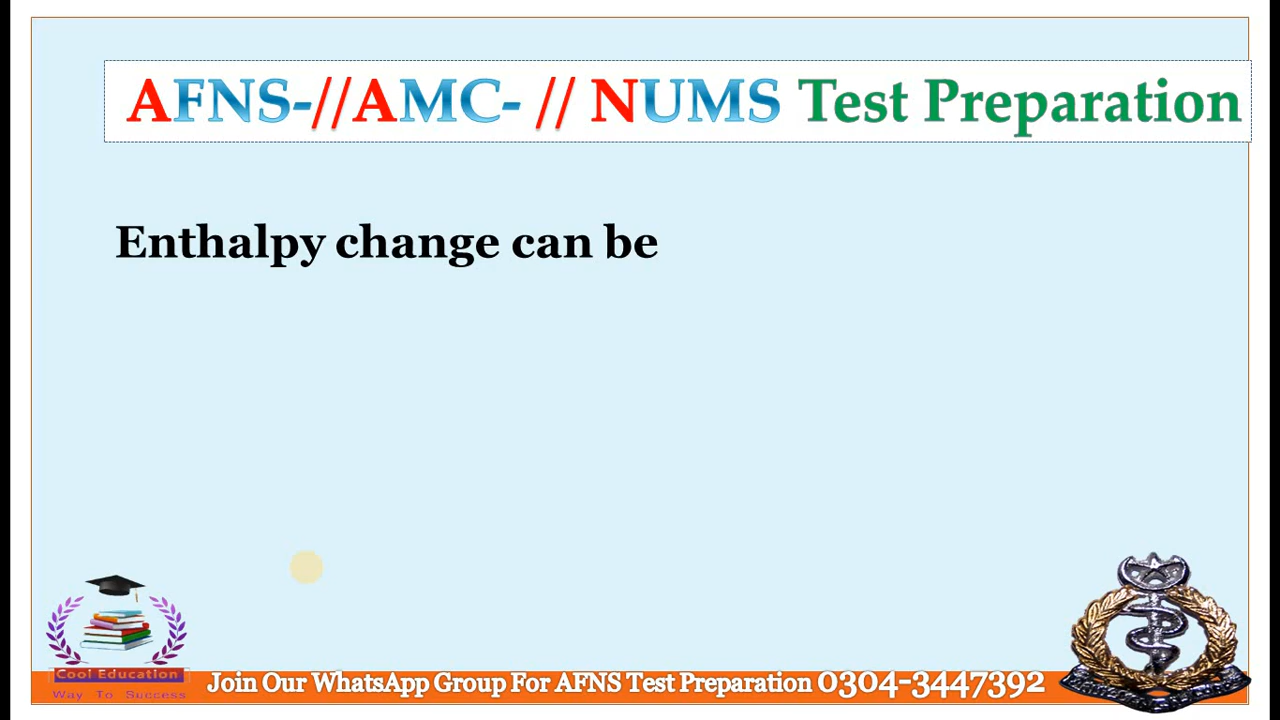 AFNS-//AMC- // NUMS Test Preparation
Enthalpy change can be
Cool Education
Way To Success
Join Our WhatsApp Group For AFNS Test Preparation 0304-3447392